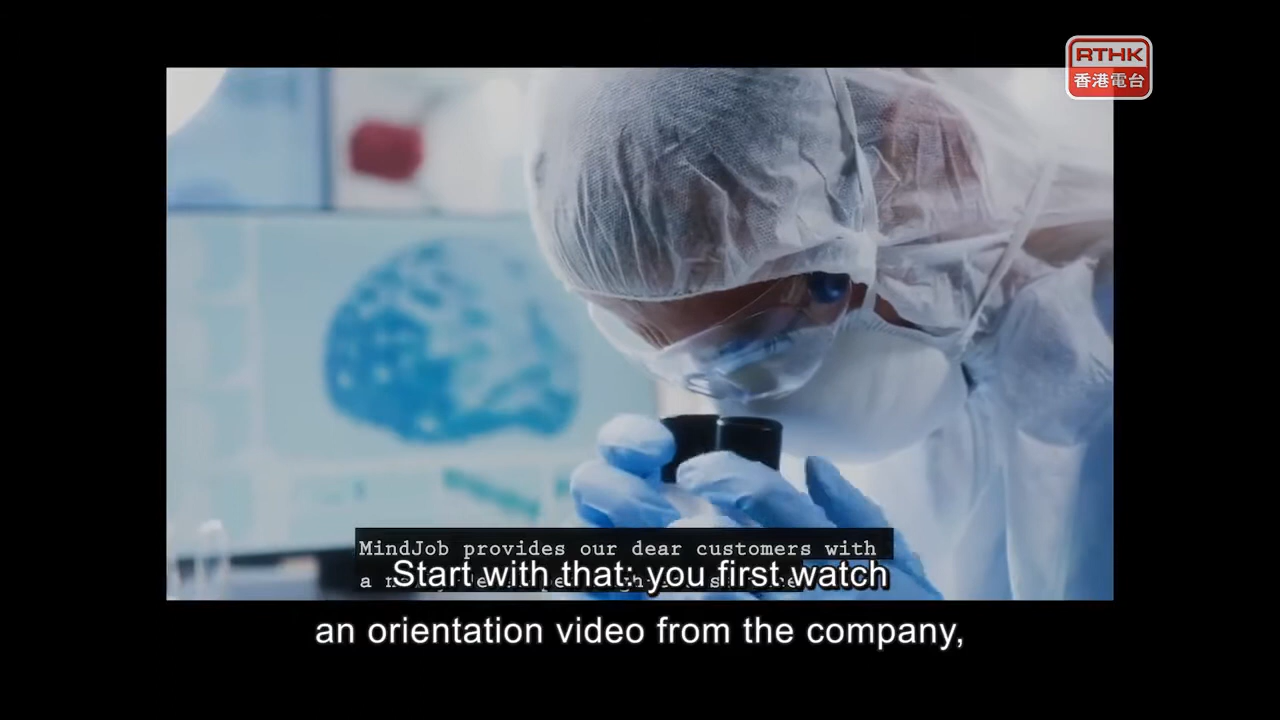 RTHK
香港電台
MindJob provides our dear customers with
a
Start with that: you first watch
an orientation video from the company,